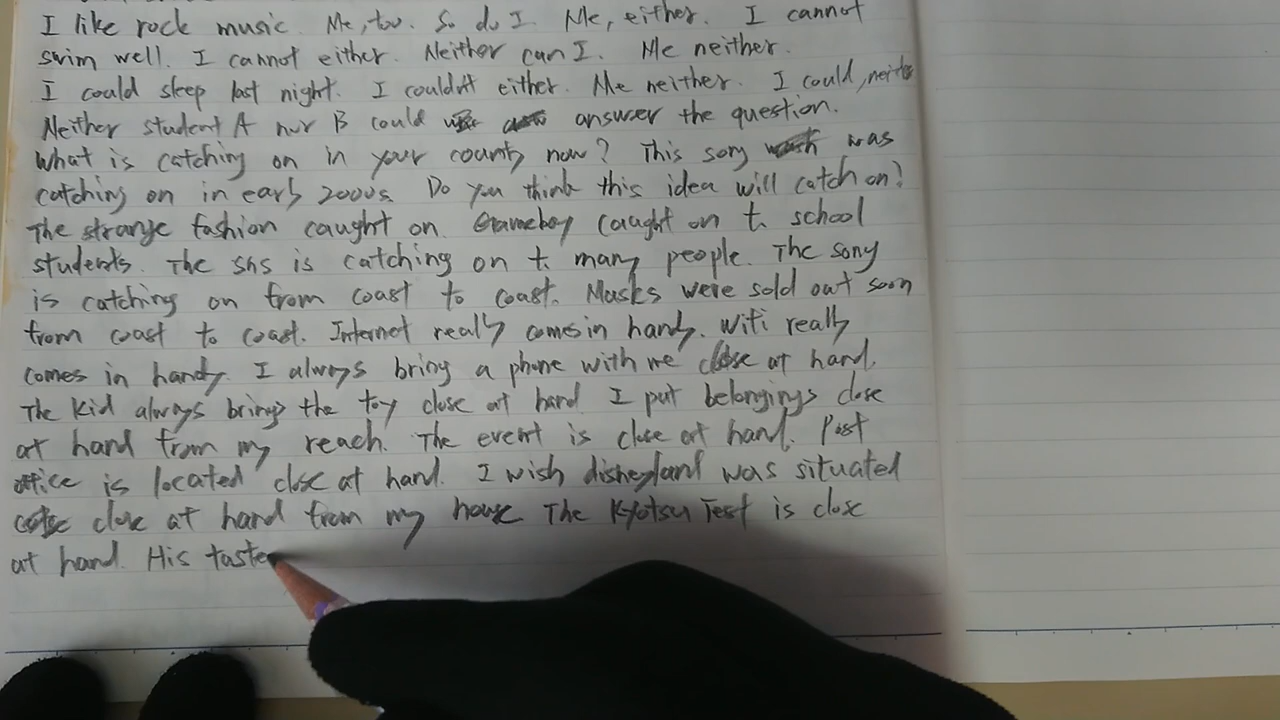 I like rock music. Me, too. So do I. Me, either. I cannot
swim well. I cannot either. Neither can I. Me neither.
I could sleep last night. I couldn't either. Me neither. I could, neither
Neither student A nor B could answer the question.
What is catching on in your county now? This song was
catching on in early 2000s. Do you think this idea will catch on?
The strange fashion caught on. Gameboy caught on to school
students. The SNS is catching on to many people. The song
is catching on from coast to coast. Masks were sold out soon
from coast to coast. Internet really comes in handy. Wifi really
comes in handy. I always bring a phone with me close at hand.
The kid always brings the toy close at hand. I put belongings close
at hand from my reach. The event is close at hand. Post
office is located close at hand. I wish disneyland was situated
close at hand from my house. The Kyotsu Test is close
at hand. His taste